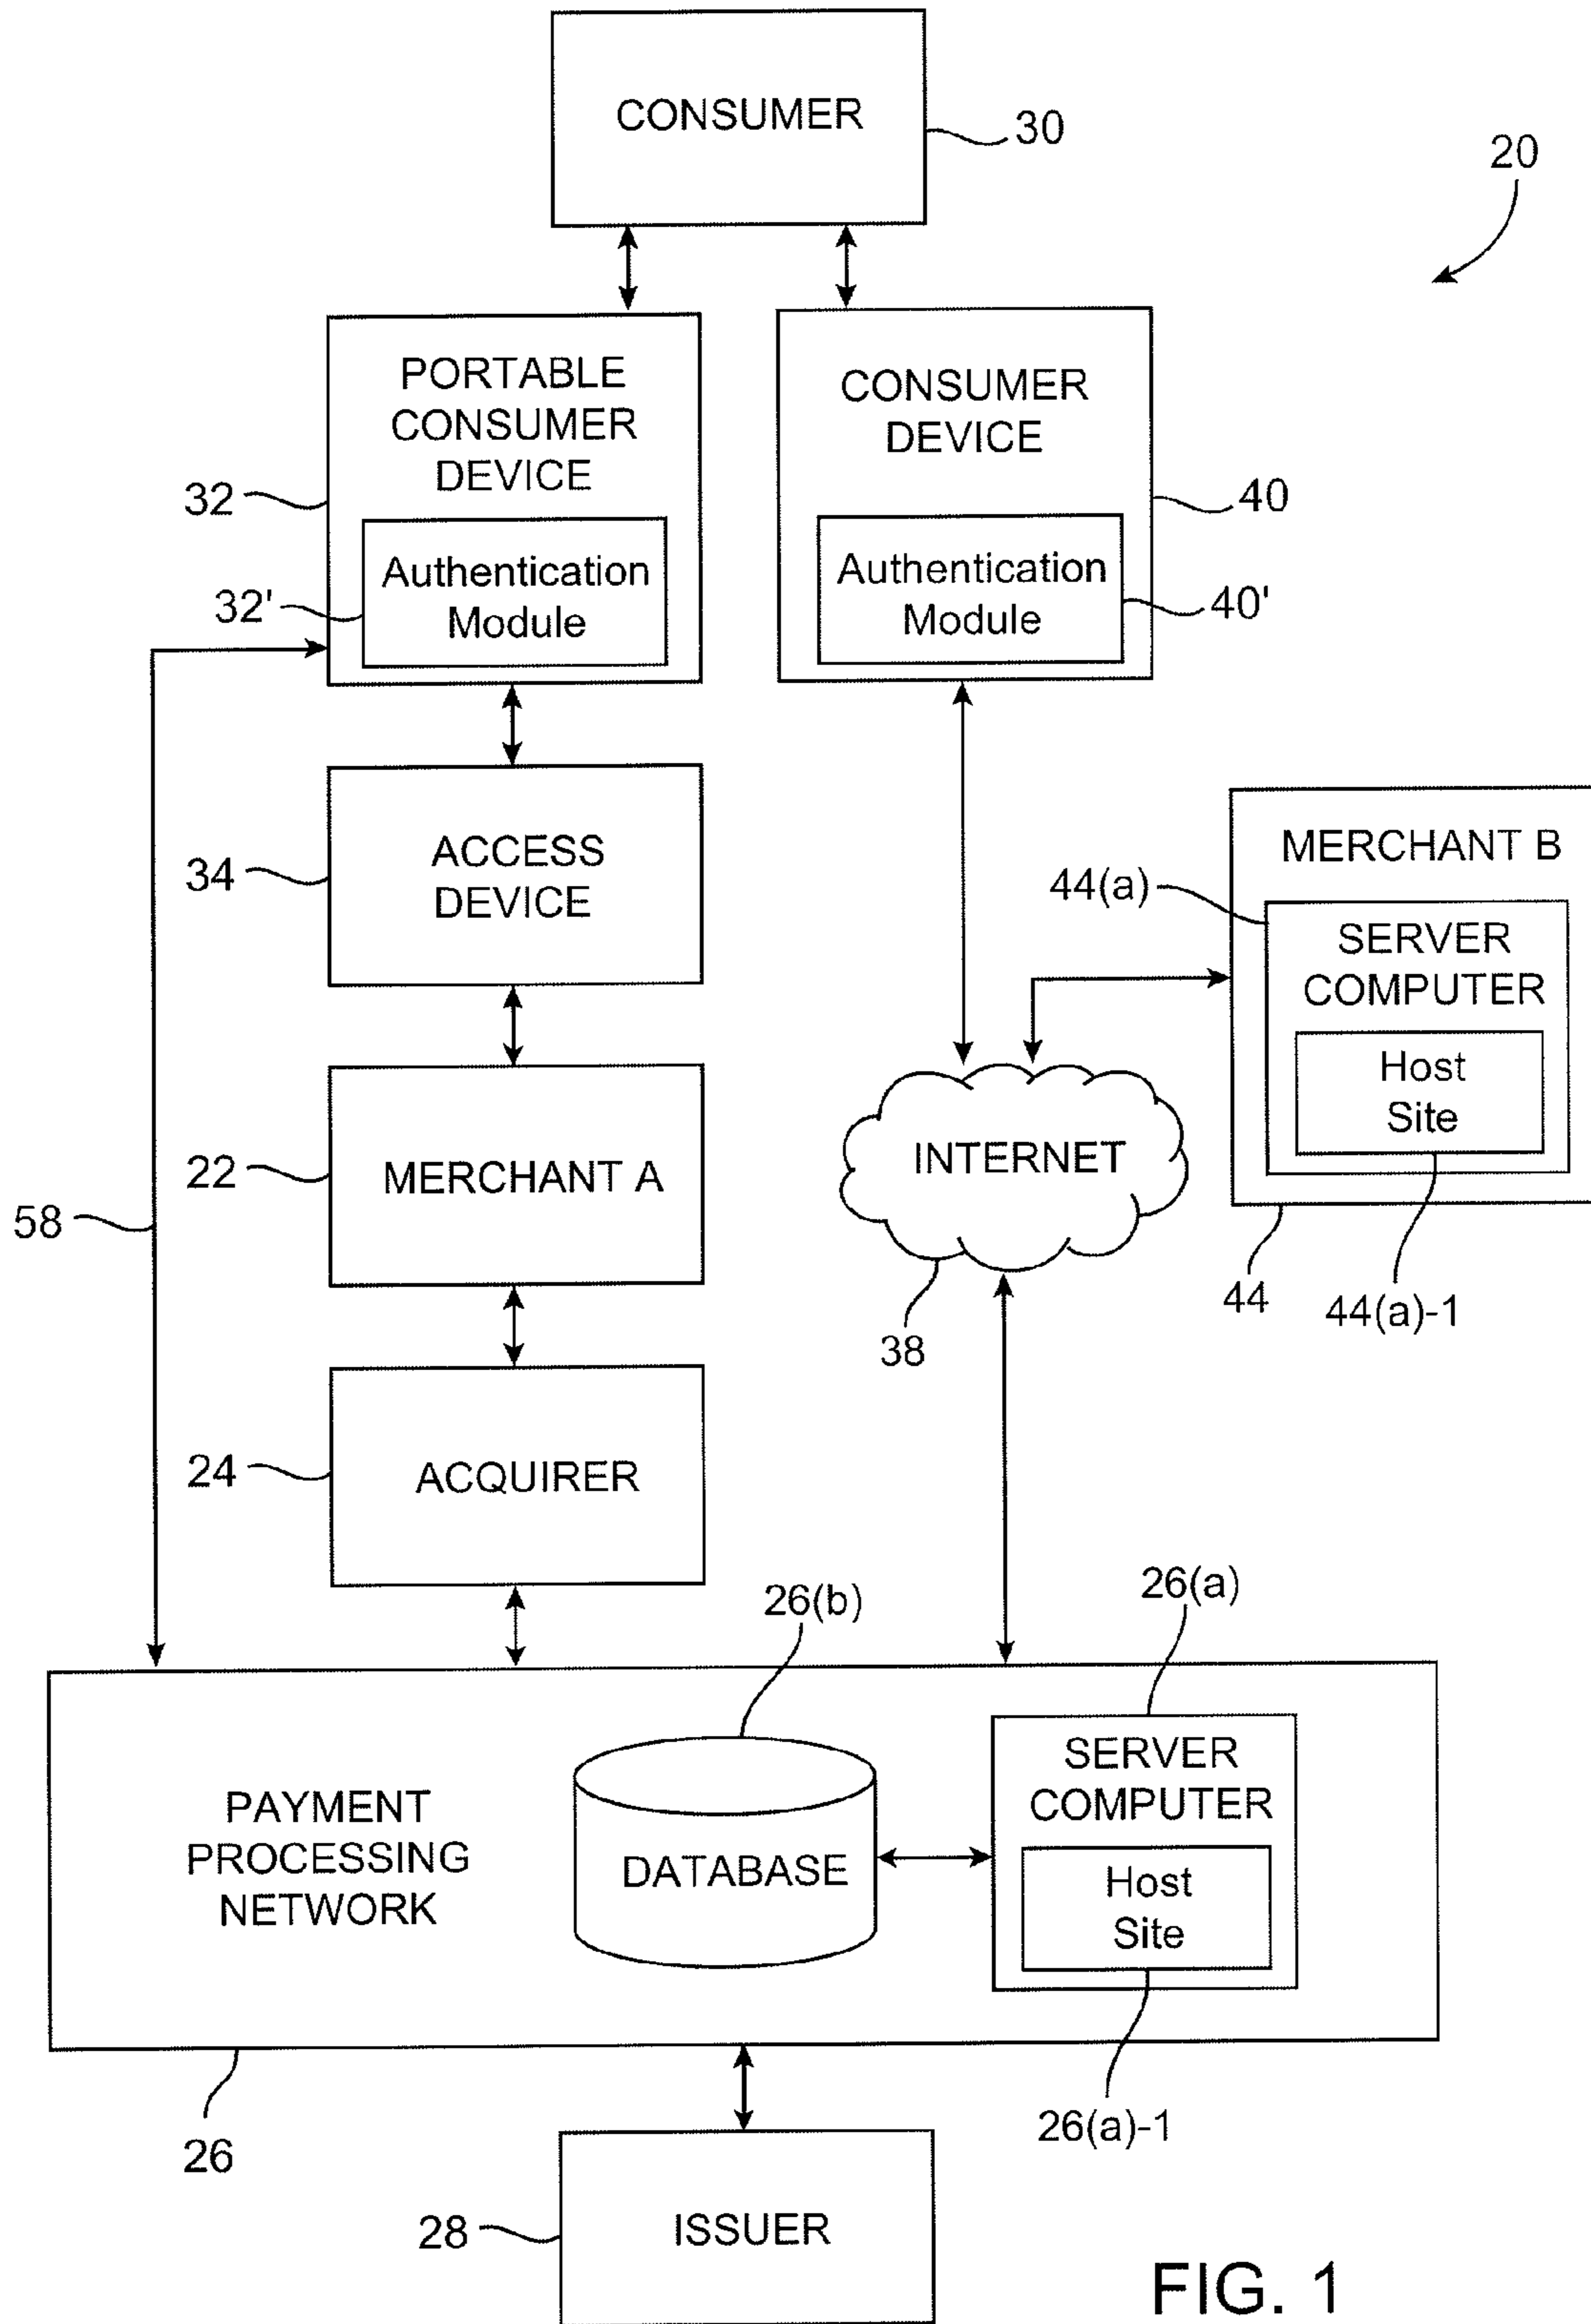 CONSUMER
30
20
PORTABLE
CONSUMER
DEVICE
32
Authentication
Module
32'
CONSUMER
DEVICE
40
Authentication
Module
40'
ACCESS
DEVICE
34
MERCHANT B
44(a)
SERVER
COMPUTER
Host
Site
44
44(a)-1
MERCHANT A
22
58
INTERNET
38
ACQUIRER
24
26(b)
26(a)
PAYMENT
PROCESSING
NETWORK
DATABASE
SERVER
COMPUTER
Host
Site
26
26(a)-1
ISSUER
28
FIG. 1